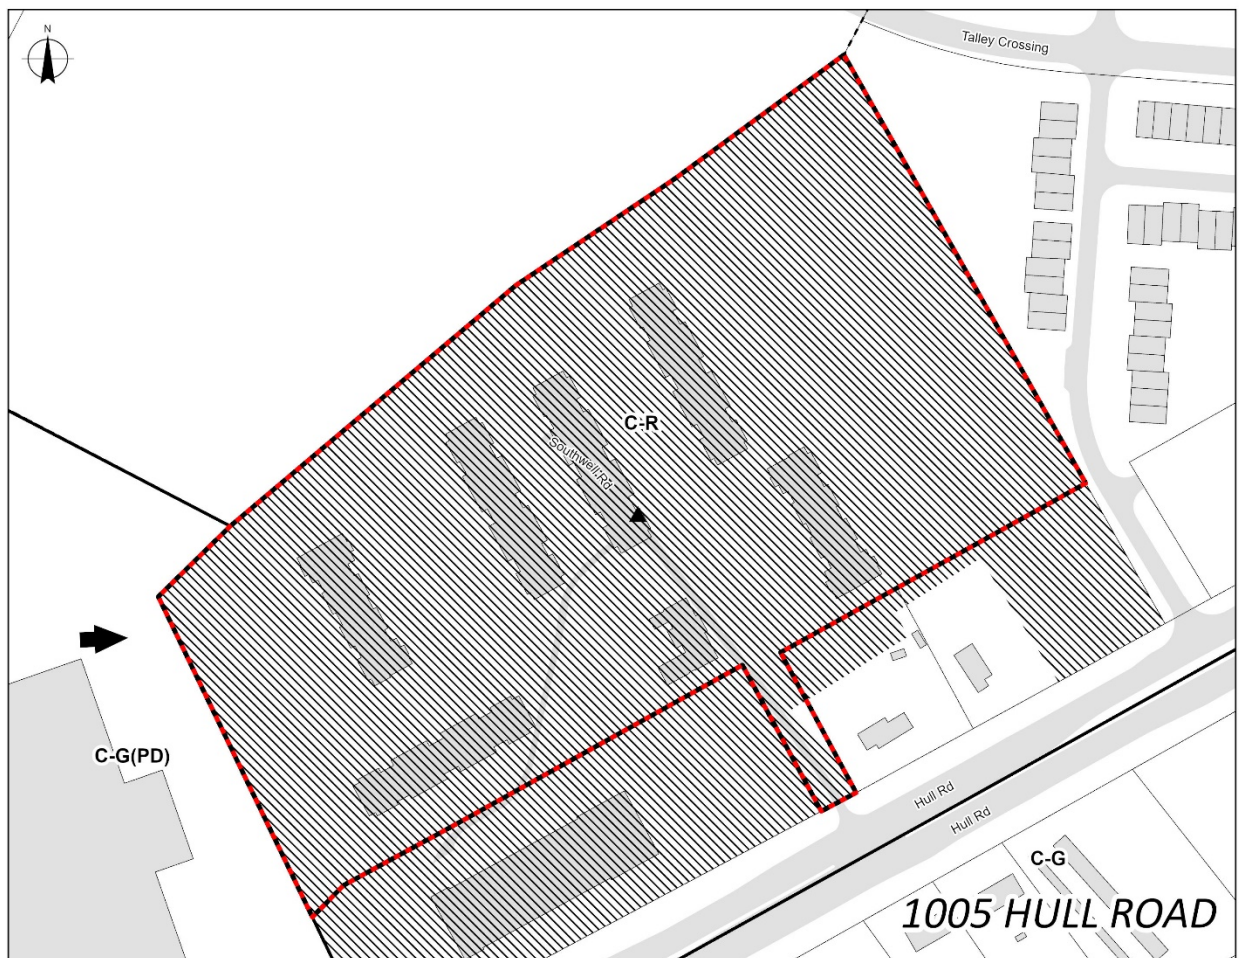 N
Talley Crossing
C-R
Southwell Rd
C-G(PD)
Hull Rd
Hull Rd
C-G
1005 HULL ROAD